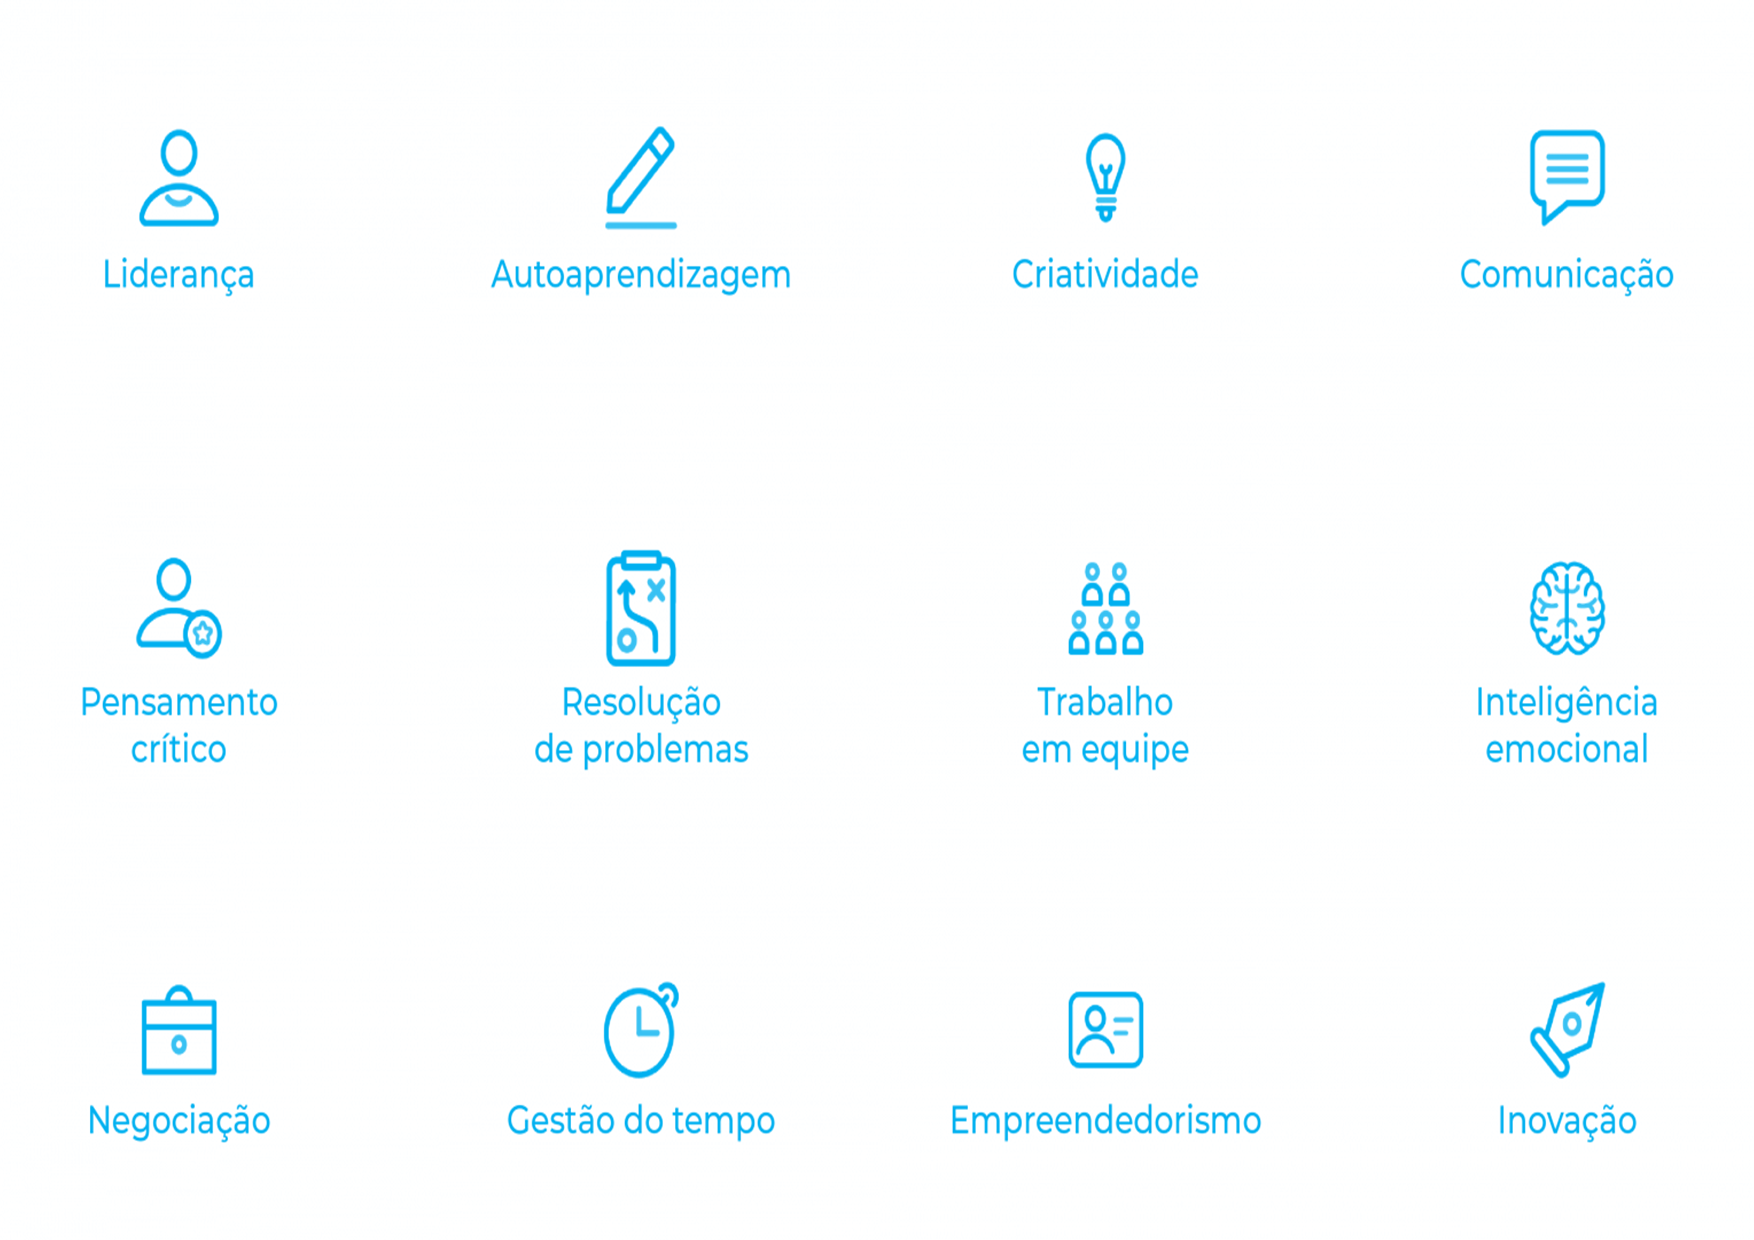 Liderança
Autoaprendizagem
Criatividade
Comunicação
Pensamento
crítico
Resolução
de problemas
Trabalho
em equipe
Inteligência
emocional
Negociação
Gestão do tempo
Empreendedorismo
Inovação